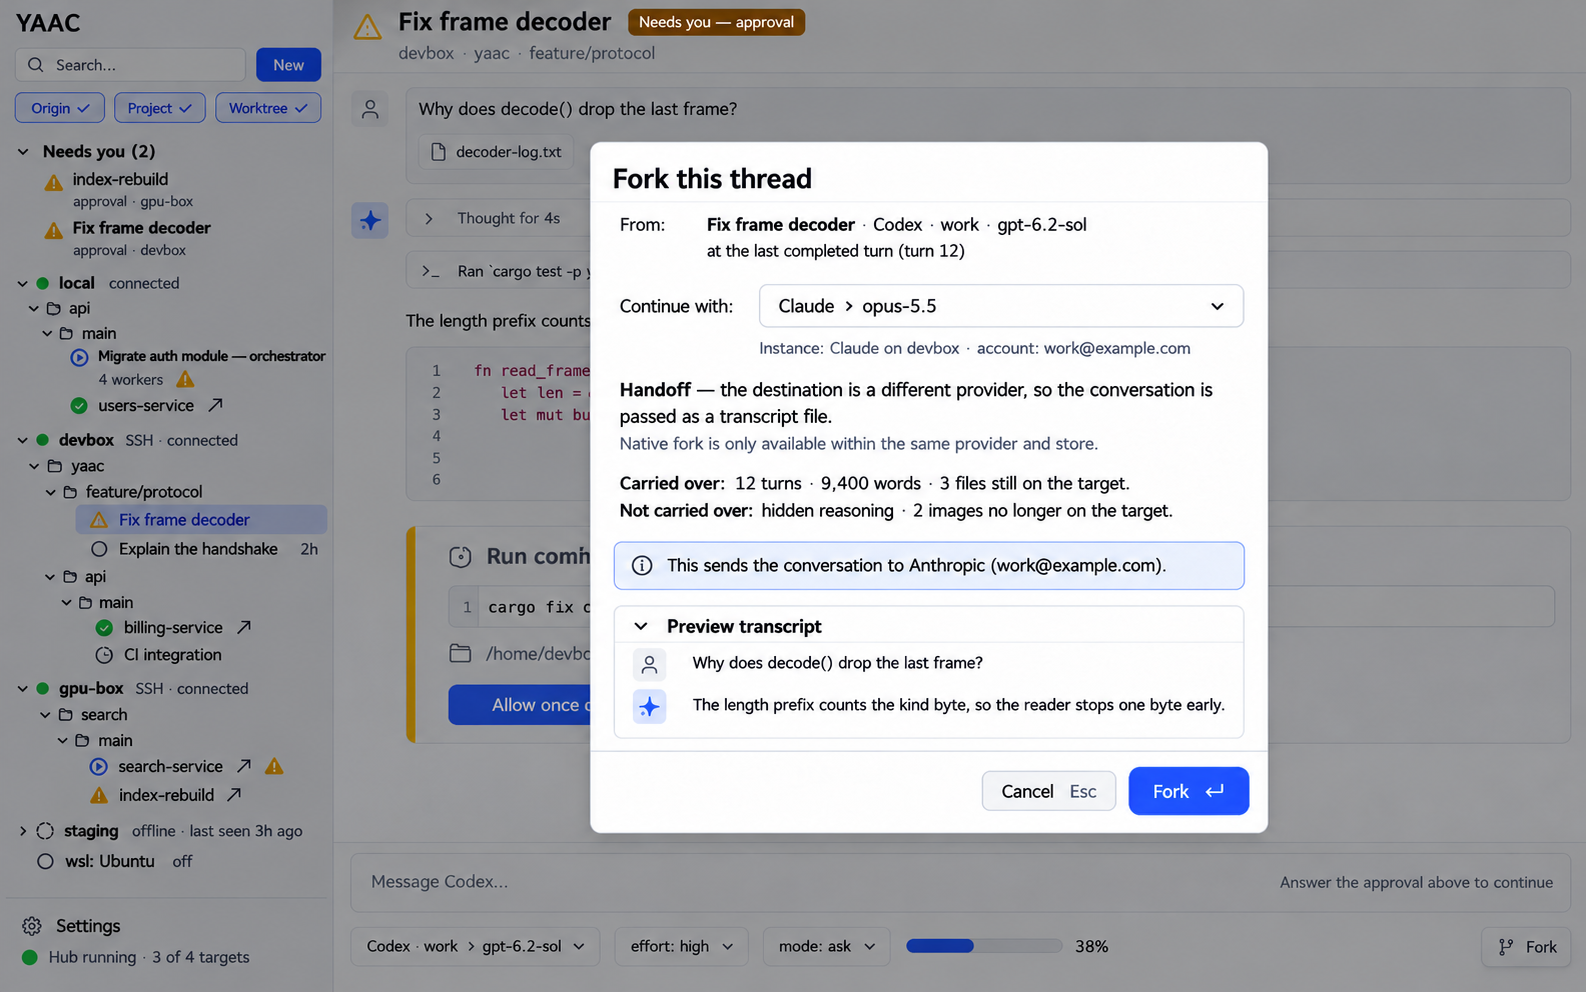 YAAC
Search...
New
Origin
Project
Worktree
Needs you (2)
index-rebuild
approval · gpu-box
Fix frame decoder
approval · devbox
local connected
api
main
Migrate auth module — orchestrator
4 workers
users-service
devbox SSH · connected
yaac
feature/protocol
Fix frame decoder
Explain the handshake 2h
api
main
billing-service
CI integration
gpu-box SSH · connected
search
main
search-service
index-rebuild
staging offline · last seen 3h ago
wsl: Ubuntu off
Settings
Hub running · 3 of 4 targets
Fix frame decoder
Needs you — approval
devbox · yaac · feature/protocol
Why does decode() drop the last frame?
decoder-log.txt
Thought for 4s
>_ Ran `cargo test -p
The length prefix counts
1 fn read_frame
2 let len =
3 let mut bu
4
5
6
Run comm
1 cargo fix
/home/devbo
Allow once
Fork this thread
From: Fix frame decoder · Codex · work · gpt-6.2-sol
at the last completed turn (turn 12)
Continue with: Claude > opus-5.5
Instance: Claude on devbox · account: work@example.com
Handoff — the destination is a different provider, so the conversation is
passed as a transcript file.
Native fork is only available within the same provider and store.
Carried over: 12 turns · 9,400 words · 3 files still on the target.
Not carried over: hidden reasoning · 2 images no longer on the target.
This sends the conversation to Anthropic (work@example.com).
Preview transcript
Why does decode() drop the last frame?
The length prefix counts the kind byte, so the reader stops one byte early.
Cancel Esc
Fork
Message Codex...
Answer the approval above to continue
Codex · work > gpt-6.2-sol
effort: high
mode: ask
38%
Fork